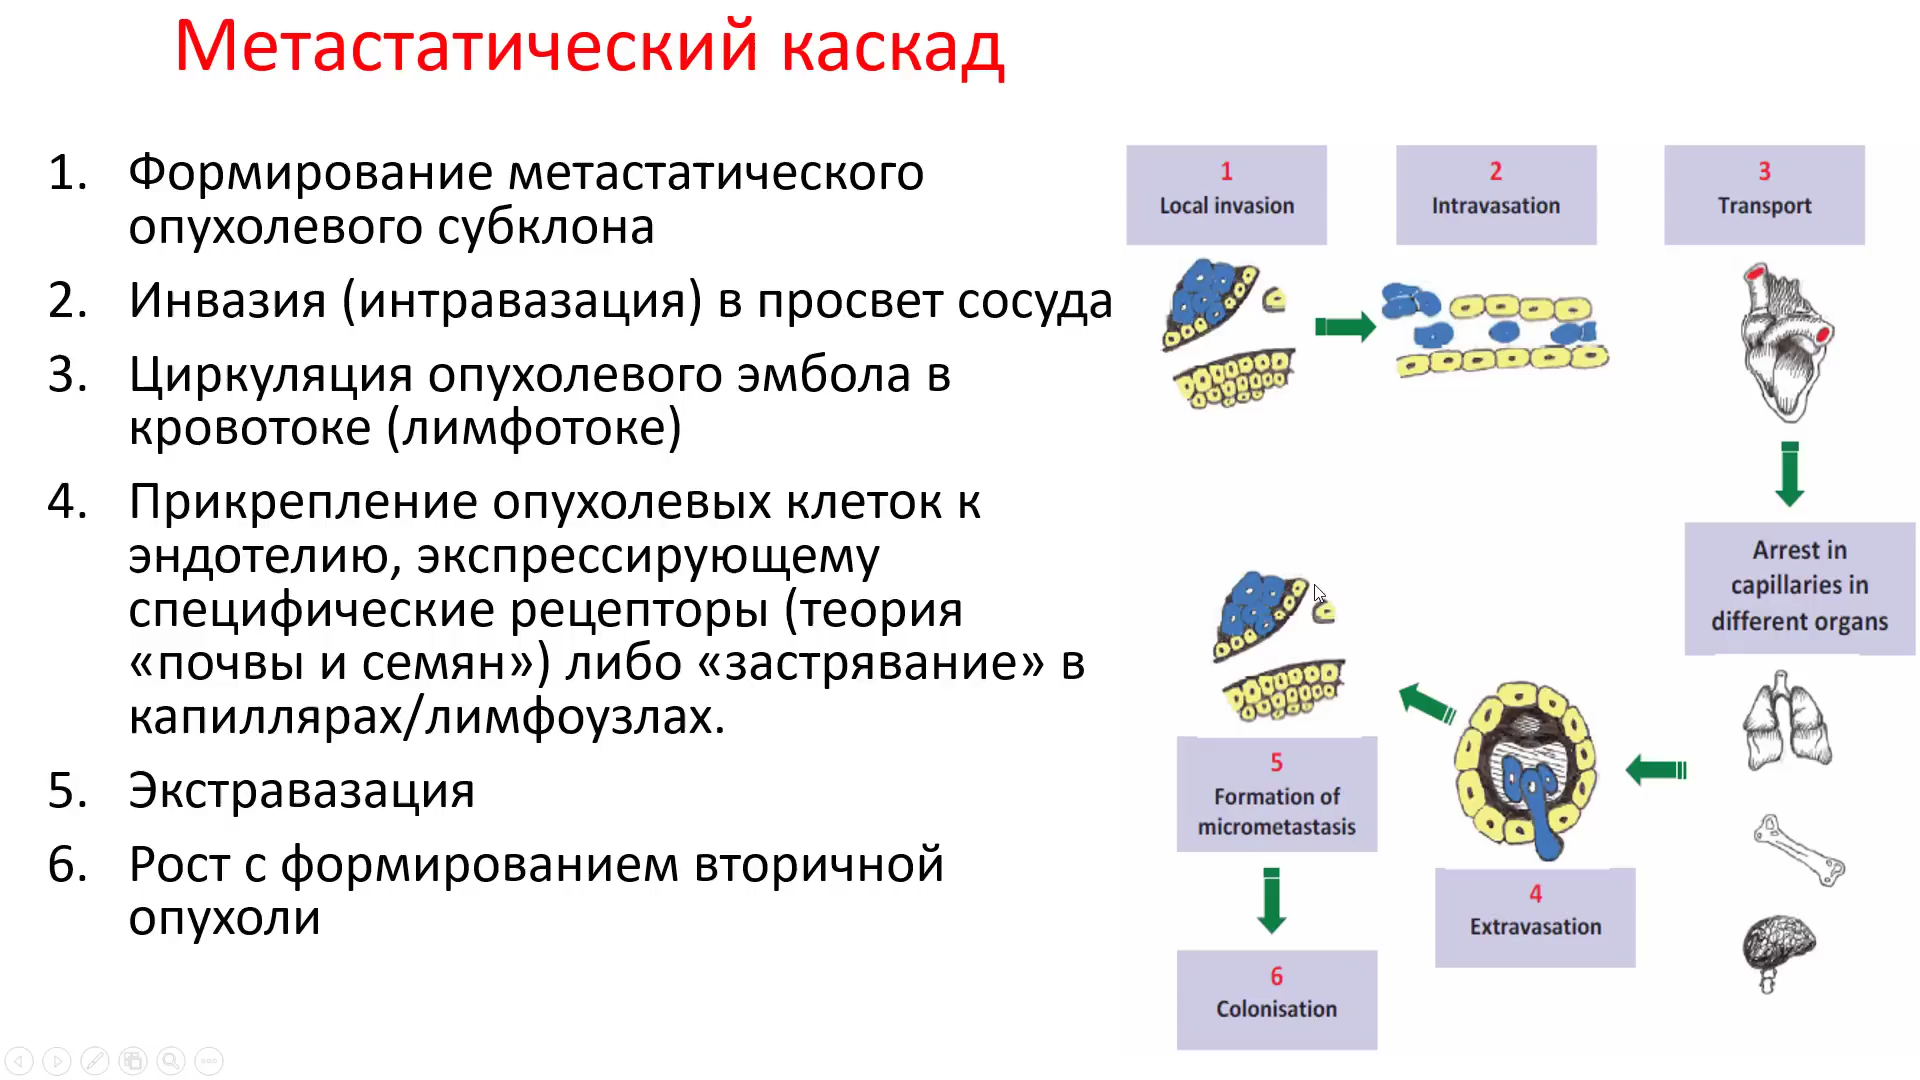 Метастатический каскад
1. Формирование метастатического
опухолевого субклона
2. Инвазия (интравазация) в просвет сосуда
3. Циркуляция опухолевого эмбола в
кровотоке (лимфотоке)
4. Прикрепление опухолевых клеток к
эндотелию, экспрессирующему
специфические рецепторы (теория
«почвы и семян») либо «застрявание» в
капиллярах/лимфоузлах.
5. Экстравазация
6. Рост с формированием вторичной
опухоли
1
Local invasion
2
Intravasation
3
Transport
Arrest in
capillaries in
different organs
4
Extravasation
5
Formation of
micrometastasis
6
Colonisation